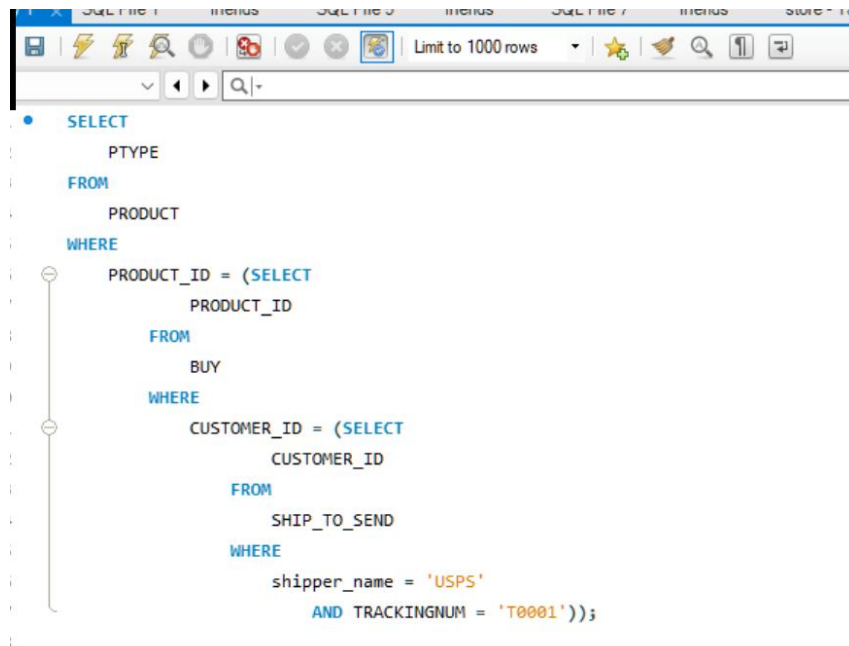 Limit to 1000 rows
SELECT
PTYPE
FROM
PRODUCT
WHERE
PRODUCT_ID = (SELECT
PRODUCT_ID
FROM
BUY
WHERE
CUSTOMER_ID = (SELECT
CUSTOMER_ID
FROM
SHIP_TO_SEND
WHERE
shipper_name = 'USPS'
AND TRACKINGNUM = 'T0001'));